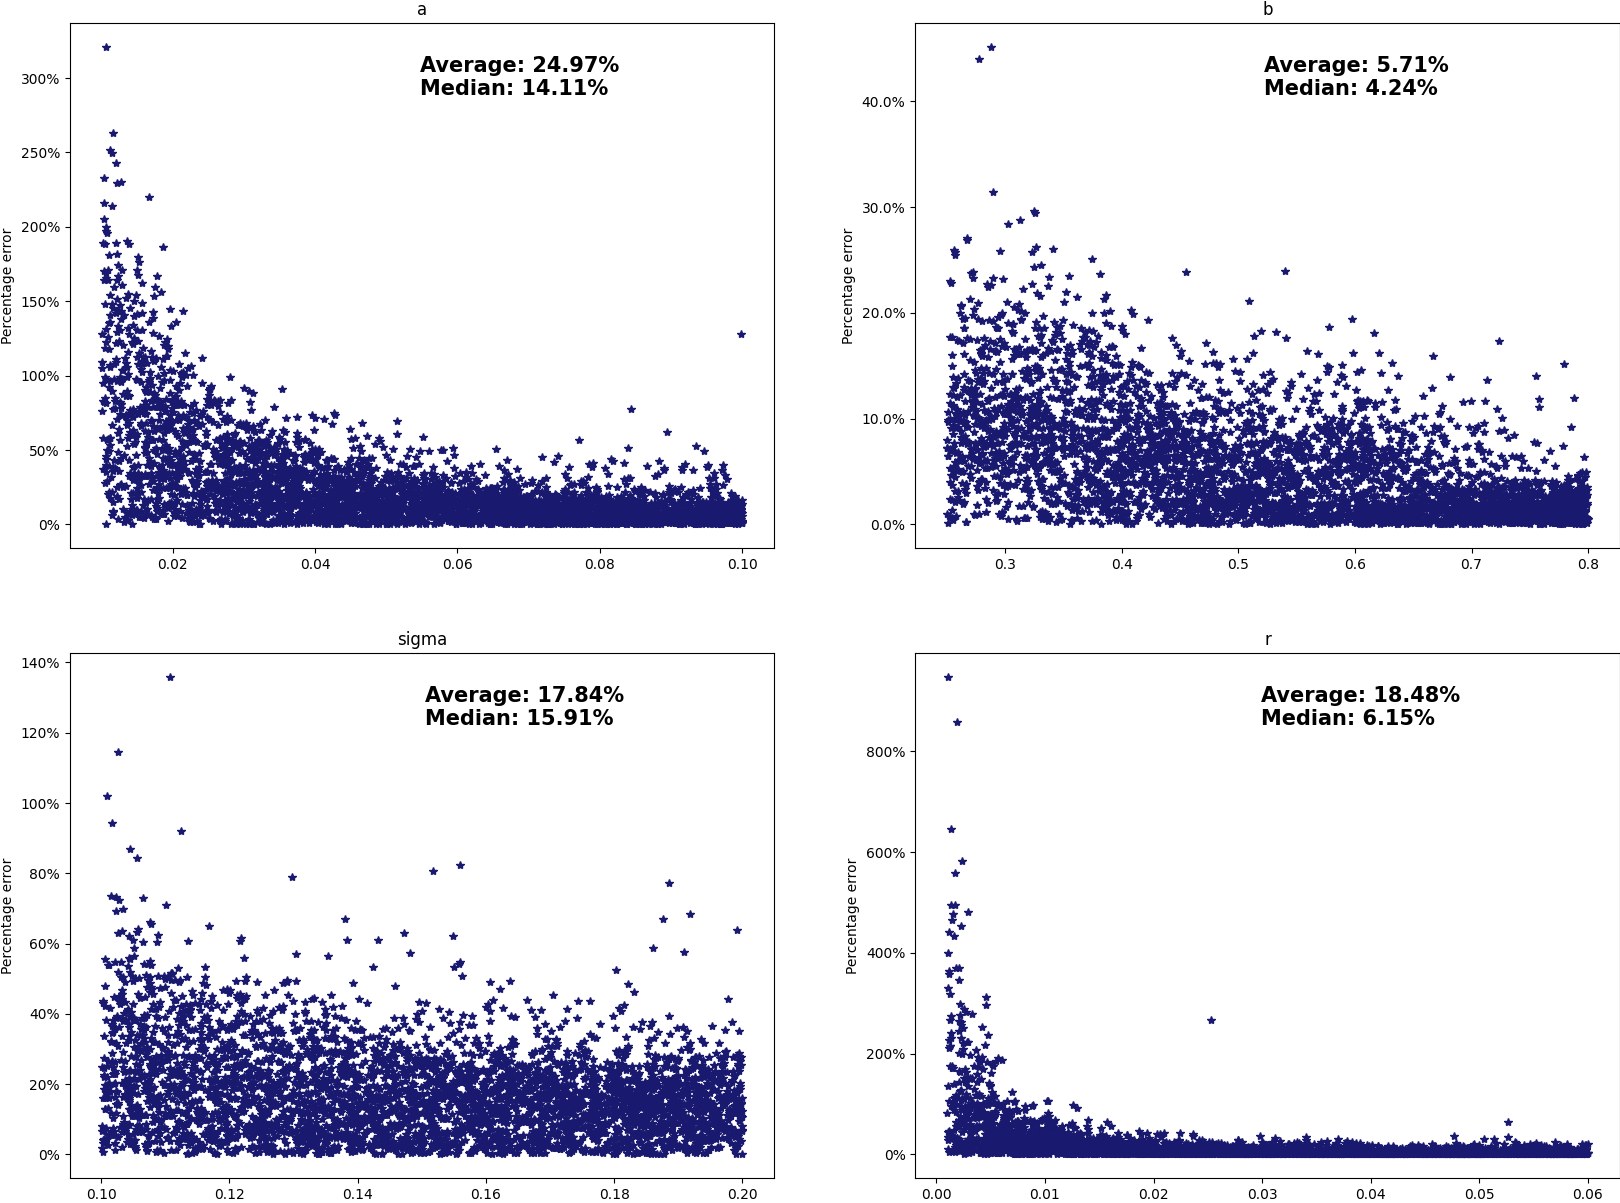 a
Average: 24.97%
Median: 14.11%
Percentage error
300%
250%
200%
150%
100%
50%
0%
0.02 0.04 0.06 0.08 0.10
b
Average: 5.71%
Median: 4.24%
Percentage error
40.0%
30.0%
20.0%
10.0%
0.0%
0.3 0.4 0.5 0.6 0.7 0.8
sigma
Average: 17.84%
Median: 15.91%
Percentage error
140%
120%
100%
80%
60%
40%
20%
0%
0.10 0.12 0.14 0.16 0.18 0.20
r
Average: 18.48%
Median: 6.15%
Percentage error
800%
600%
400%
200%
0%
0.00 0.01 0.02 0.03 0.04 0.05 0.06